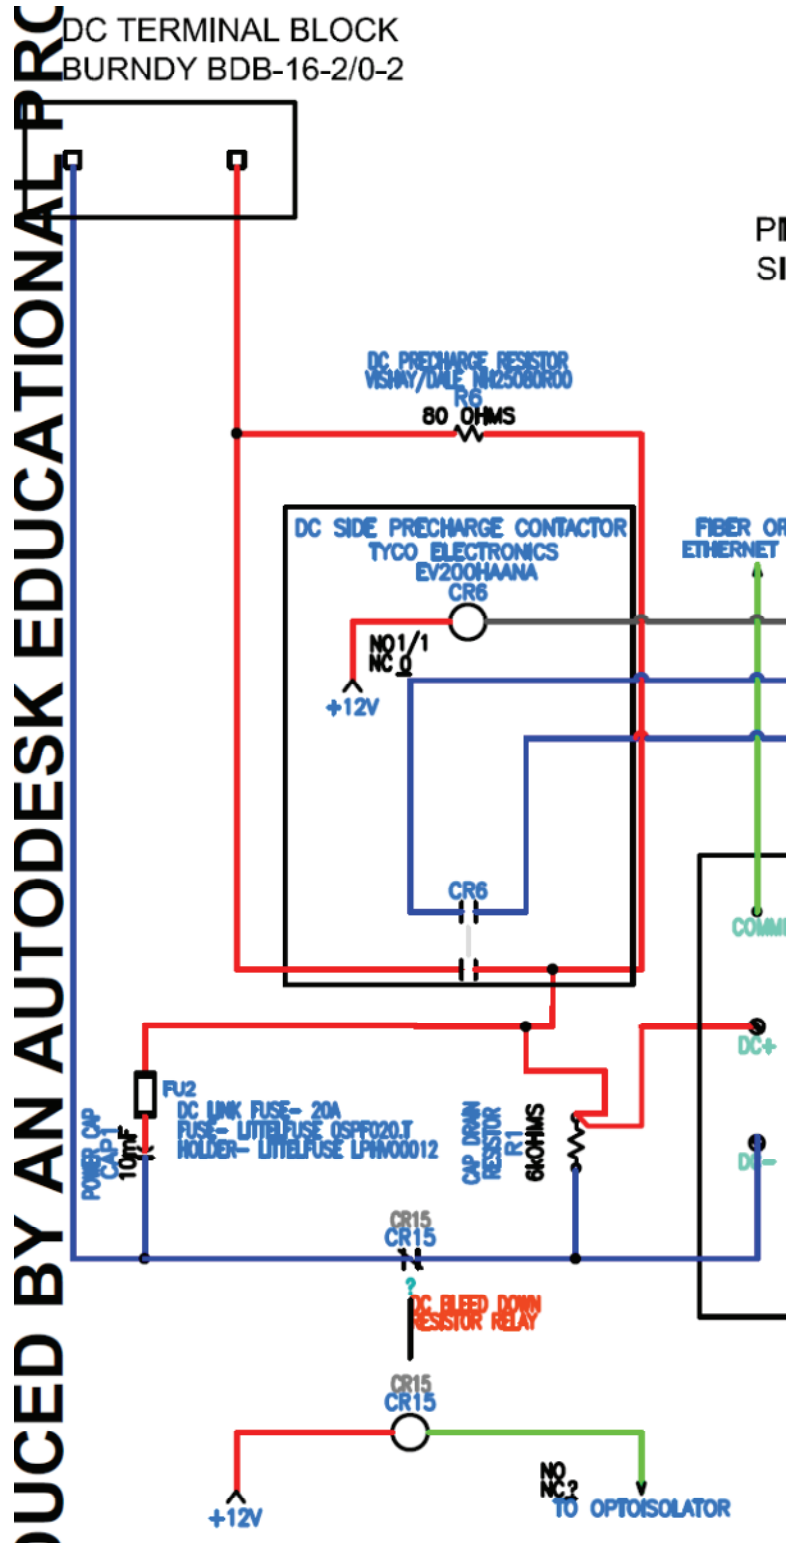 DC TERMINAL BLOCK
BURNDY BDB-16-2/0-2
DUCED BY AN AUTODESK EDUCATIONAL PRO
PI
SI
DC PRECHARGE RESISTOR
VISHAY/DALE NH25080R00
R6
80 OHMS
DC SIDE PRECHARGE CONTACTOR
TYCO ELECTRONICS
EV200HAANA
CR6
FIBER OR
ETHERNET
NO1/1
NC 0
+12V
CR6
COMM
DC+
FU2
DC LINK FUSE- 20A
FUSE- LITTELFUSE 0SPF020.T
HOLDER- LITTELFUSE LPHV00012
POWER CAP
CAP1
10mF
CAP DRAIN
RESISTOR
R1
6kOHMS
DC-
CR15
CR15
?
DC BLEED DOWN
RESISTOR RELAY
CR15
CR15
+12V
NO
NC?
TO OPTOISOLATOR